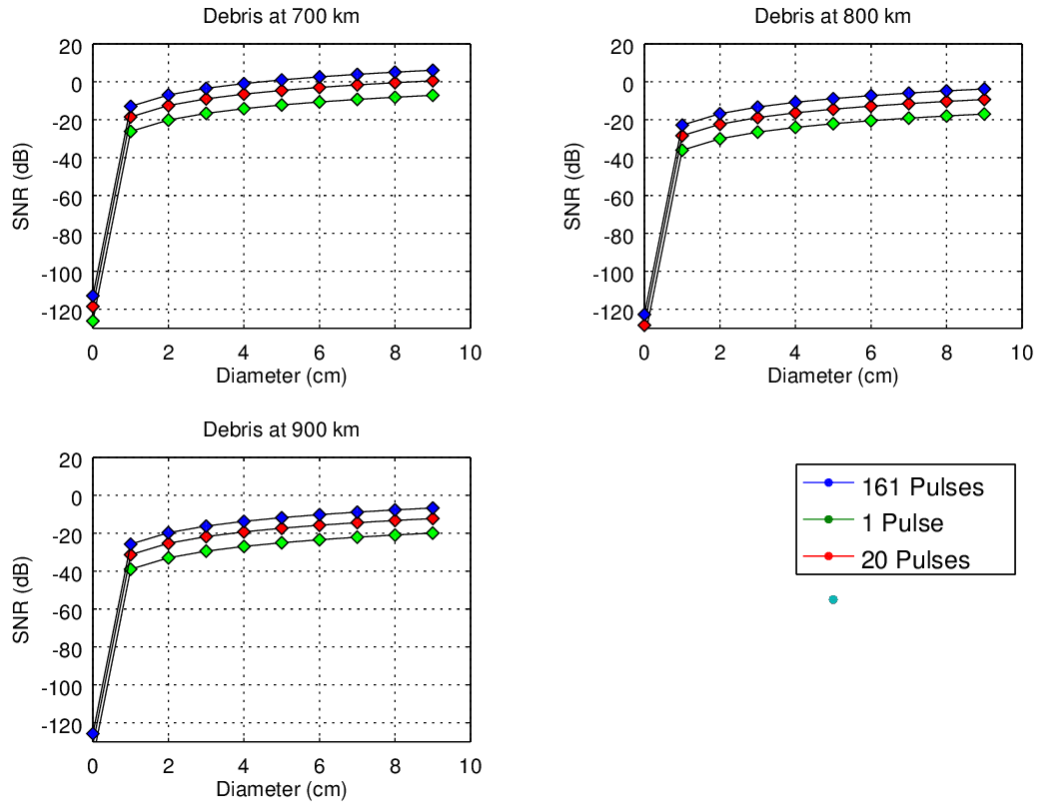 Debris at 700 km
20
0
-20
-40
-60
-80
-100
-120
SNR (dB)
0 2 4 6 8 10
Diameter (cm)
Debris at 800 km
20
0
-20
-40
-60
-80
-100
-120
SNR (dB)
0 2 4 6 8 10
Diameter (cm)
Debris at 900 km
20
0
-20
-40
-60
-80
-100
-120
SNR (dB)
0 2 4 6 8 10
Diameter (cm)
161 Pulses
1 Pulse
20 Pulses